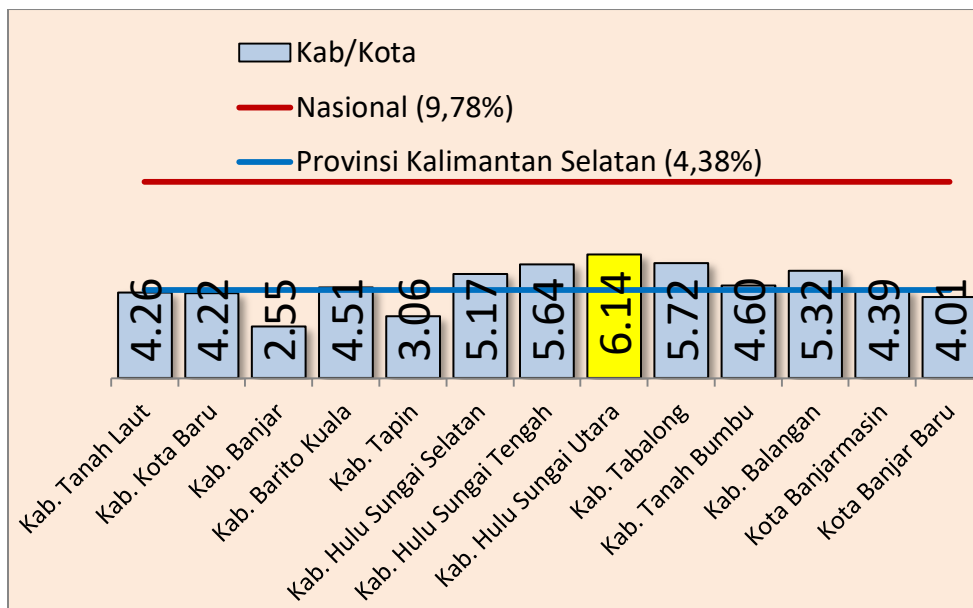 Kab/Kota
Nasional (9,78%)
Provinsi Kalimantan Selatan (4,38%)
4.26
4.22
2.55
4.51
3.06
5.17
5.64
6.14
5.72
4.60
5.32
4.39
4.01
Kab. Tanah Laut
Kab. Kota Baru
Kab. Banjar
Kab. Barito Kuala
Kab. Tapin
Kab. Hulu Sungai Selatan
Kab. Hulu Sungai Tengah
Kab. Hulu Sungai Utara
Kab. Tabalong
Kab. Tanah Bumbu
Kab. Balangan
Kota Banjarmasin
Kota Banjar Baru